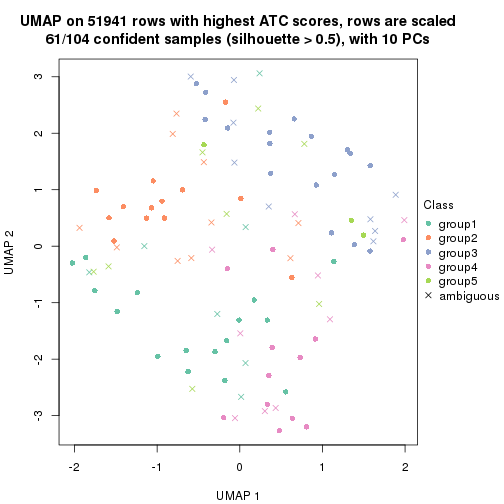 UMAP on 51941 rows with highest ATC scores, rows are scaled
61/104 confident samples (silhouette > 0.5), with 10 PCs
3
2
1
0
-1
-2
-3
UMAP 2
-2
-1
0
1
2
UMAP 1
Class
group1
group2
group3
group4
group5
ambiguous